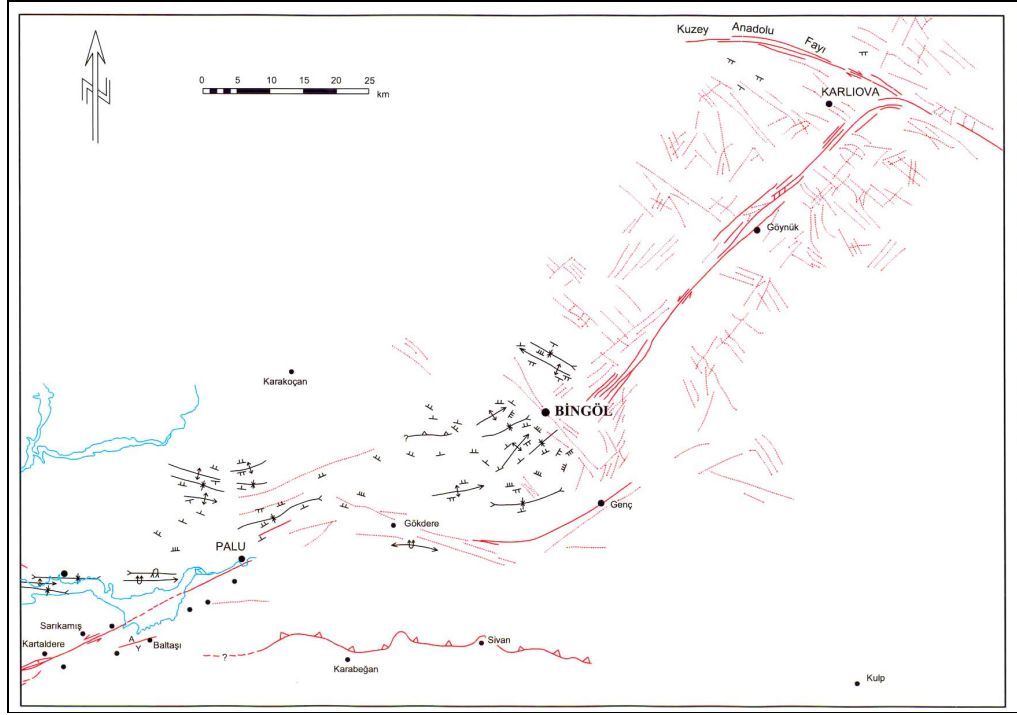 Kuzey Anadolu Fayı
0 5 10 15 20 25
km
KARLIOVA
Göynük
Karakoçan
BİNGÖL
?
Genç
Gökdere
PALU
Sarıkamış
A
Y
Baltaşı
Kartaldere
Sivan
?
Karabeğan
Kulp